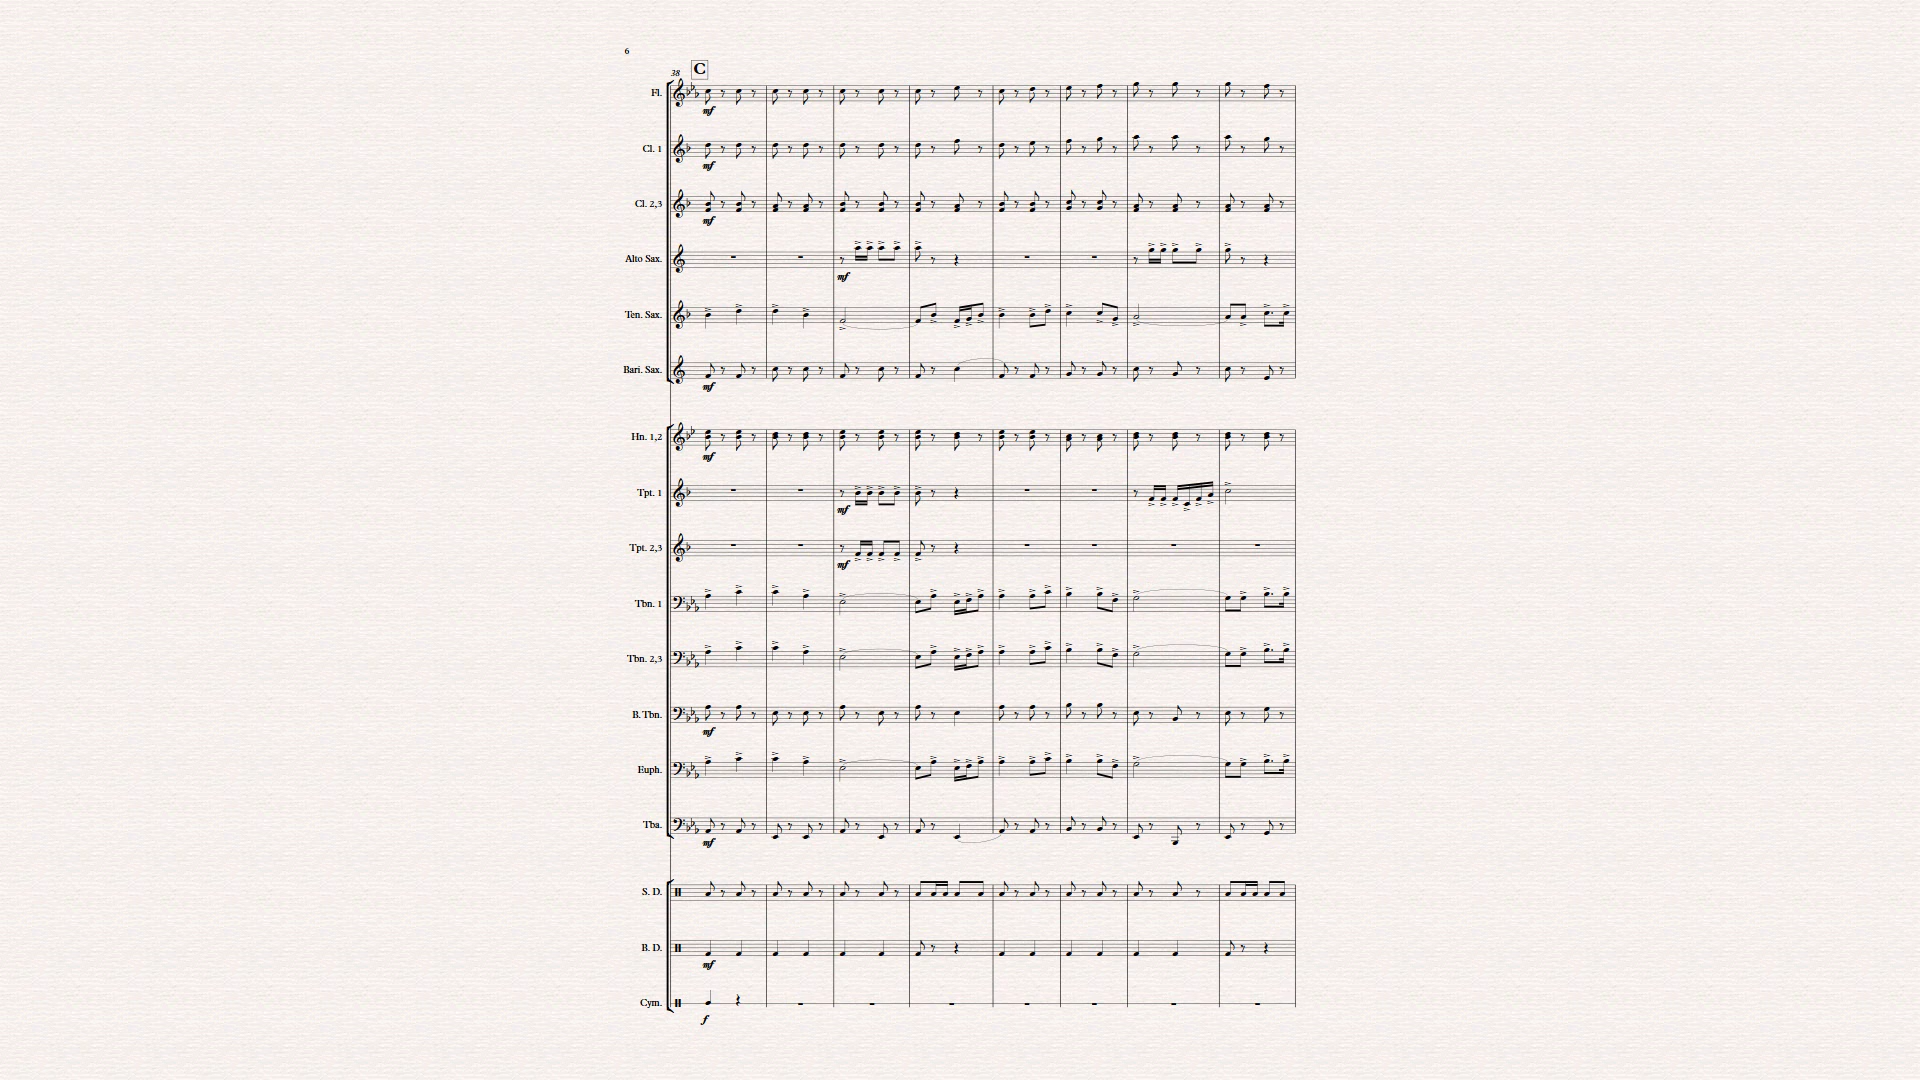 6
38
C
Fl.
mf
Cl. 1
mf
Cl. 2,3
mf
Alto Sax.
mf
Ten. Sax.
Bari. Sax.
mf
Hn. 1,2
mf
Tpt. 1
mf
Tpt. 2,3
mf
Tbn. 1
Tbn. 2,3
B. Tbn.
mf
Euph.
Tba.
mf
S. D.
B. D.
mf
Cym.
f